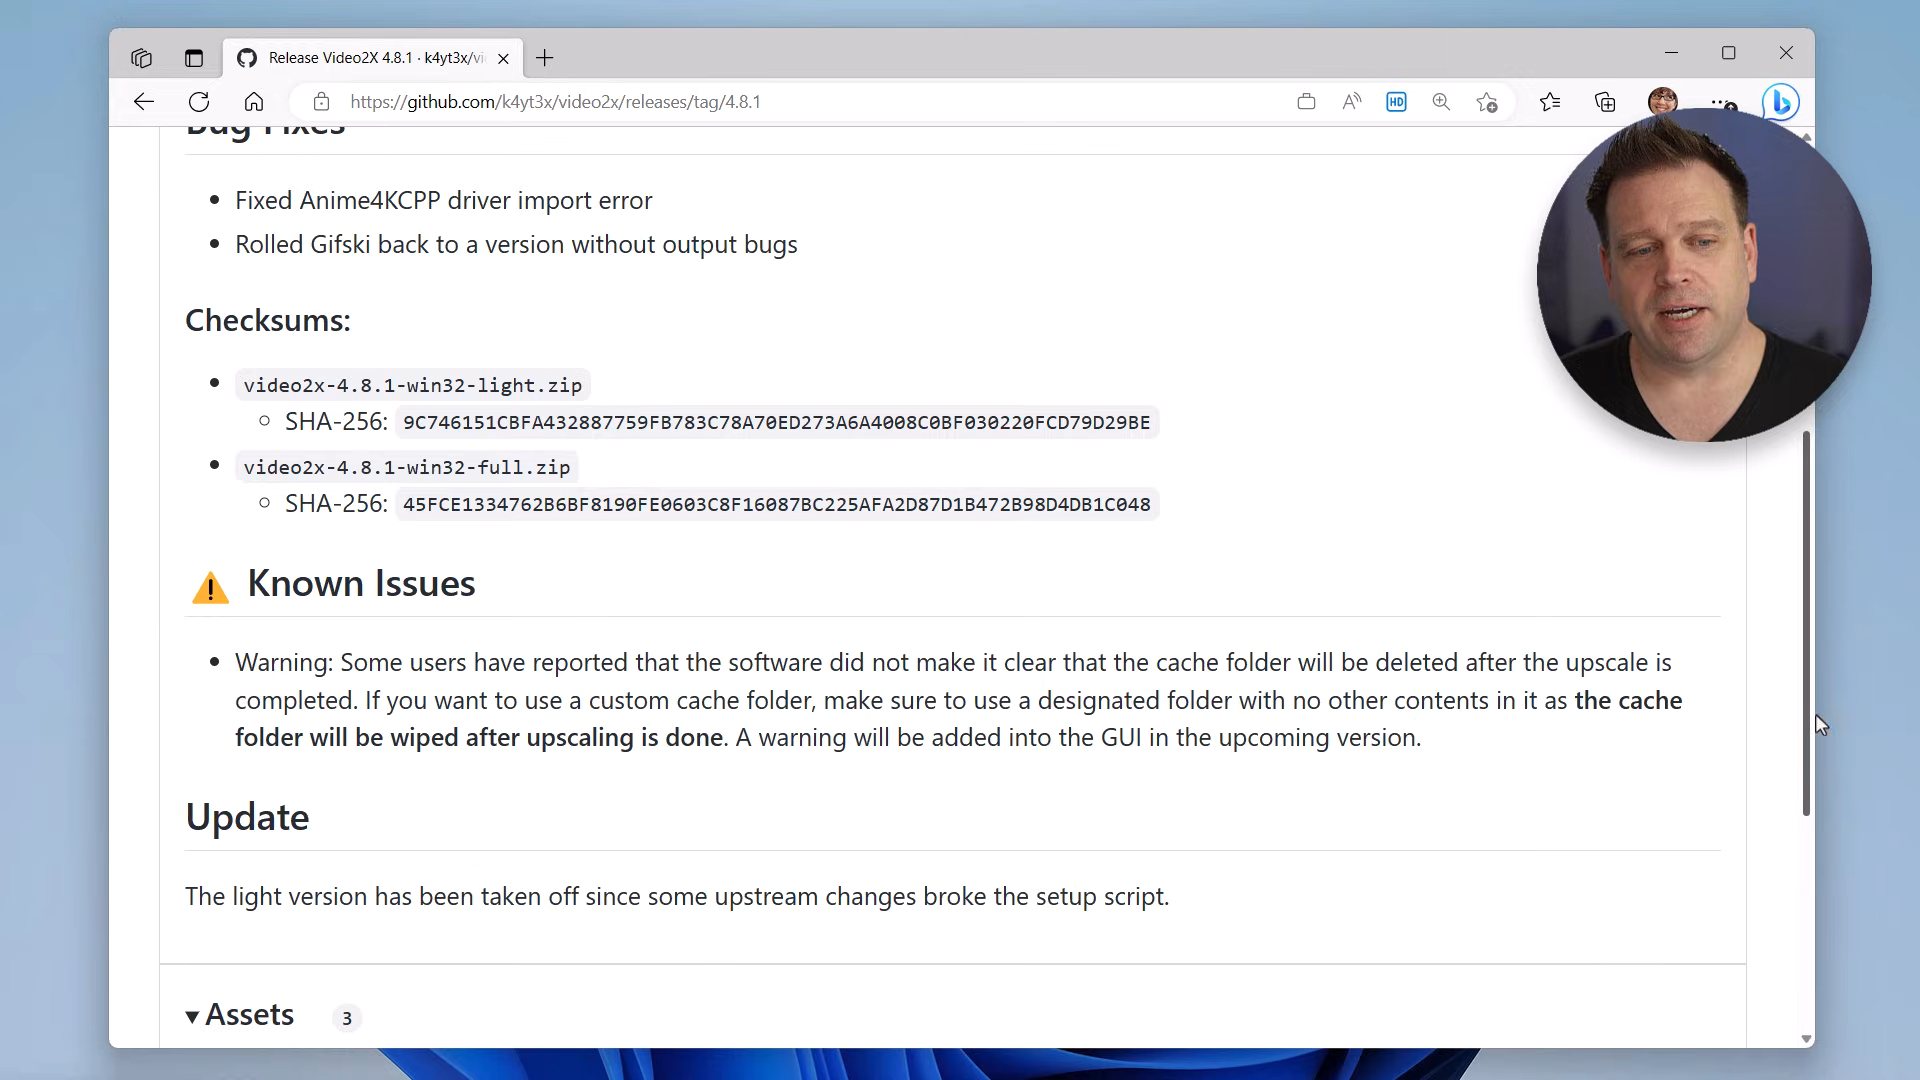 Release Video2X 4.8.1 · k4yt3x/vi
https://github.com/k4yt3x/video2x/releases/tag/4.8.1
HD
Bug Fixes
Fixed Anime4KCPP driver import error
Rolled Gifski back to a version without output bugs
Checksums:
video2x-4.8.1-win32-light.zip
SHA-256: 9C746151CBFA432887759FB783C78A70ED273A6A4008C0BF030220FCD79D29BE
video2x-4.8.1-win32-full.zip
SHA-256: 45FCE1334762B6BF8190FE0603C8F16087BC225AFA2D87D1B472B98D4DB1C048
Known Issues
Warning: Some users have reported that the software did not make it clear that the cache folder will be deleted after the upscale is
completed. If you want to use a custom cache folder, make sure to use a designated folder with no other contents in it as the cache
folder will be wiped after upscaling is done. A warning will be added into the GUI in the upcoming version.
Update
The light version has been taken off since some upstream changes broke the setup script.
Assets 3